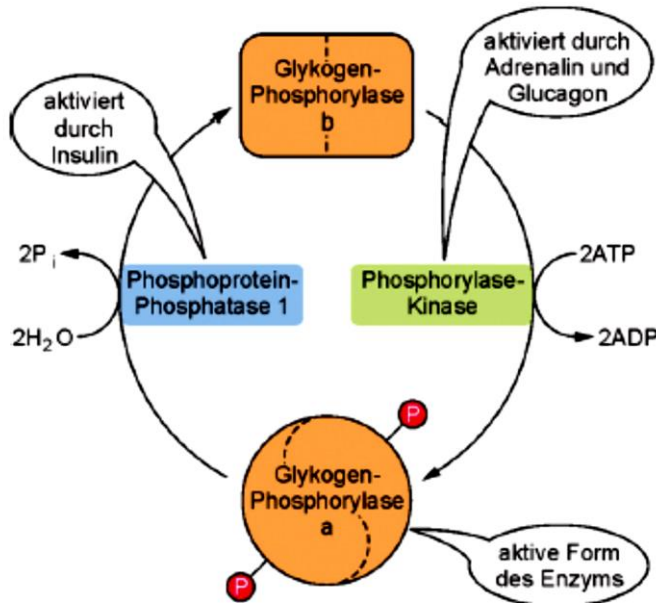 Glykogen-
Phosphorylase
b
aktiviert durch
Adrenalin und
Glucagon
aktiviert
durch
Insulin
2Pi
2H2O
Phosphoprotein-
Phosphatase 1
Phosphorylase-
Kinase
2ATP
2ADP
P
Glykogen-
Phosphorylase
a
P
aktive Form
des Enzyms